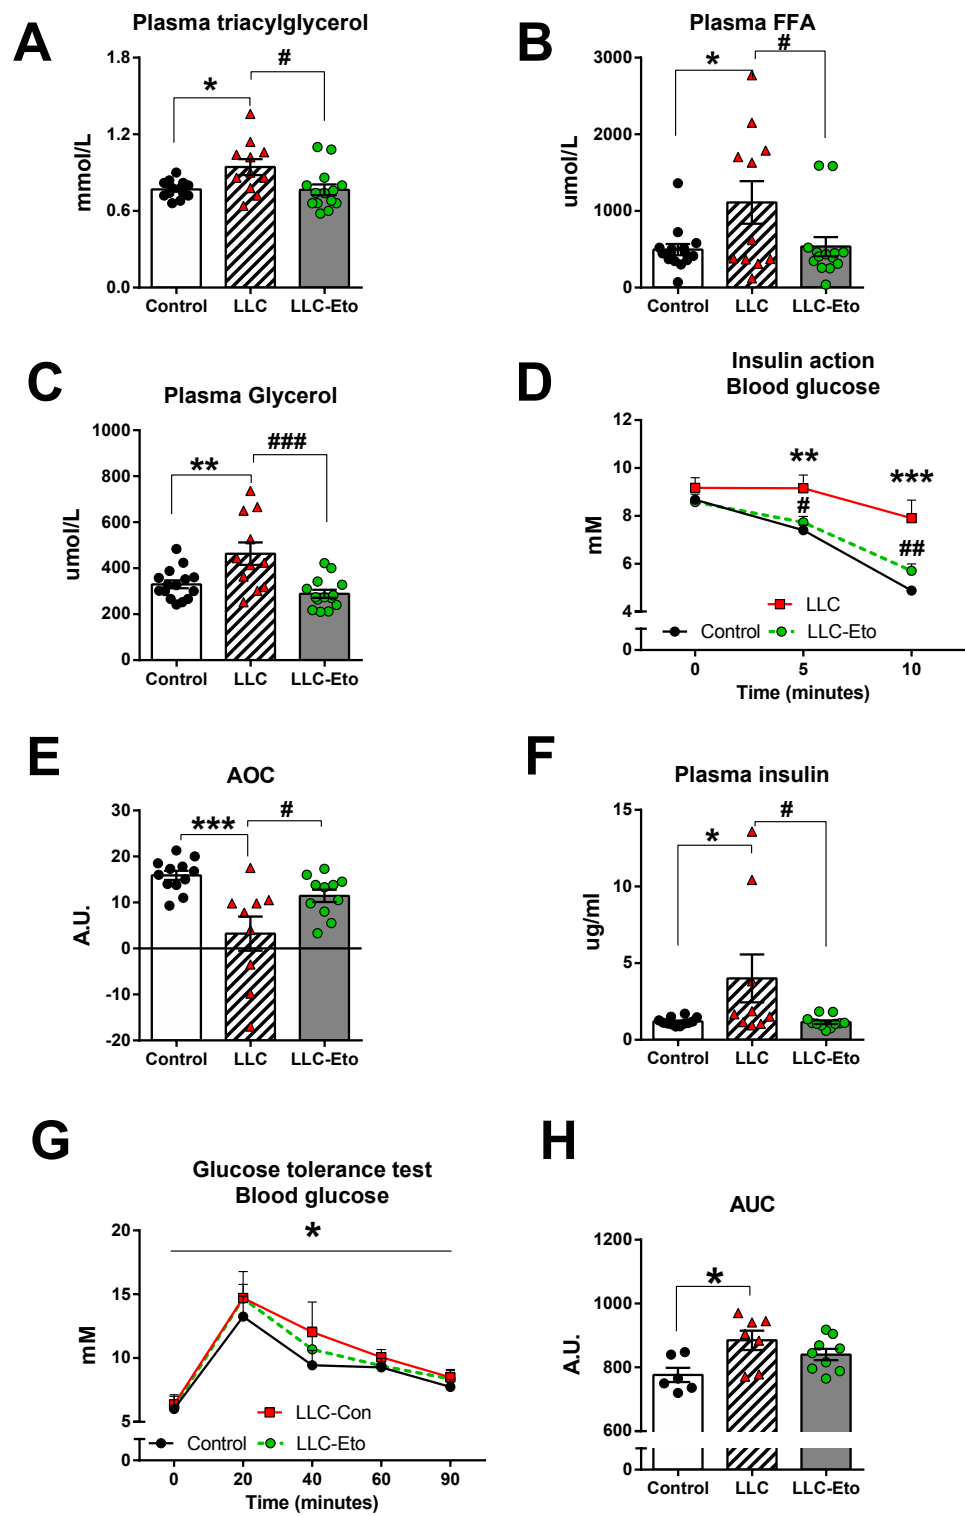 A
Plasma triacylglycerol
mmol/L
1.8
1.2
0.6
0.0
*
#
Control LLC LLC-Eto
B
Plasma FFA
umol/L
3000
2000
1000
0
*
#
Control LLC LLC-Eto
C
Plasma Glycerol
umol/L
1000
800
600
400
200
0
**
###
Control LLC LLC-Eto
D
Insulin action
Blood glucose
mM
12
10
8
6
4
0
**
***
#
##
LLC
Control LLC-Eto
0 5 10
Time (minutes)
E
AOC
A.U.
30
20
10
0
-10
-20
***
#
Control LLC LLC-Eto
F
Plasma insulin
ug/ml
15
10
5
0
*
#
Control LLC LLC-Eto
G
Glucose tolerance test
Blood glucose
mM
20
15
10
5
0
*
LLC-Con
Control LLC-Eto
0 20 40 60 90
Time (minutes)
H
AUC
A.U.
1200
1000
800
600
0
*
Control LLC LLC-Eto